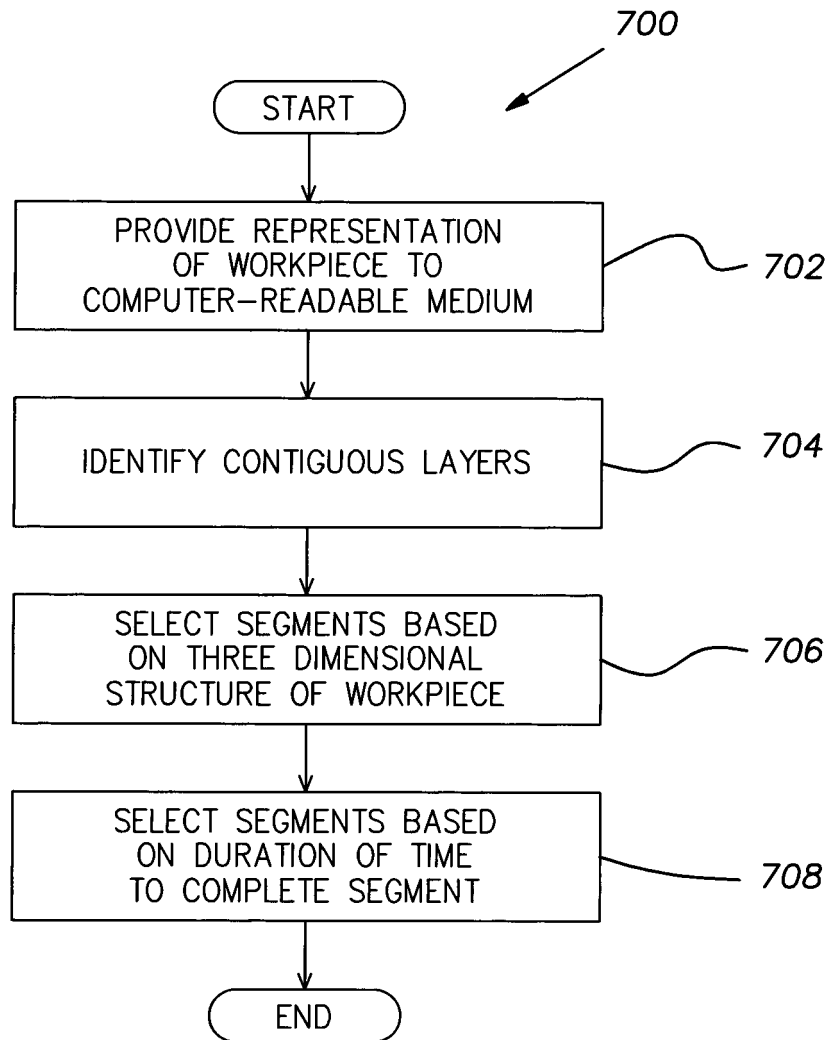 700
START
PROVIDE REPRESENTATION
OF WORKPIECE TO
COMPUTER-READABLE MEDIUM
702
IDENTIFY CONTIGUOUS LAYERS
704
SELECT SEGMENTS BASED
ON THREE DIMENSIONAL
STRUCTURE OF WORKPIECE
706
SELECT SEGMENTS BASED
ON DURATION OF TIME
TO COMPLETE SEGMENT
708
END